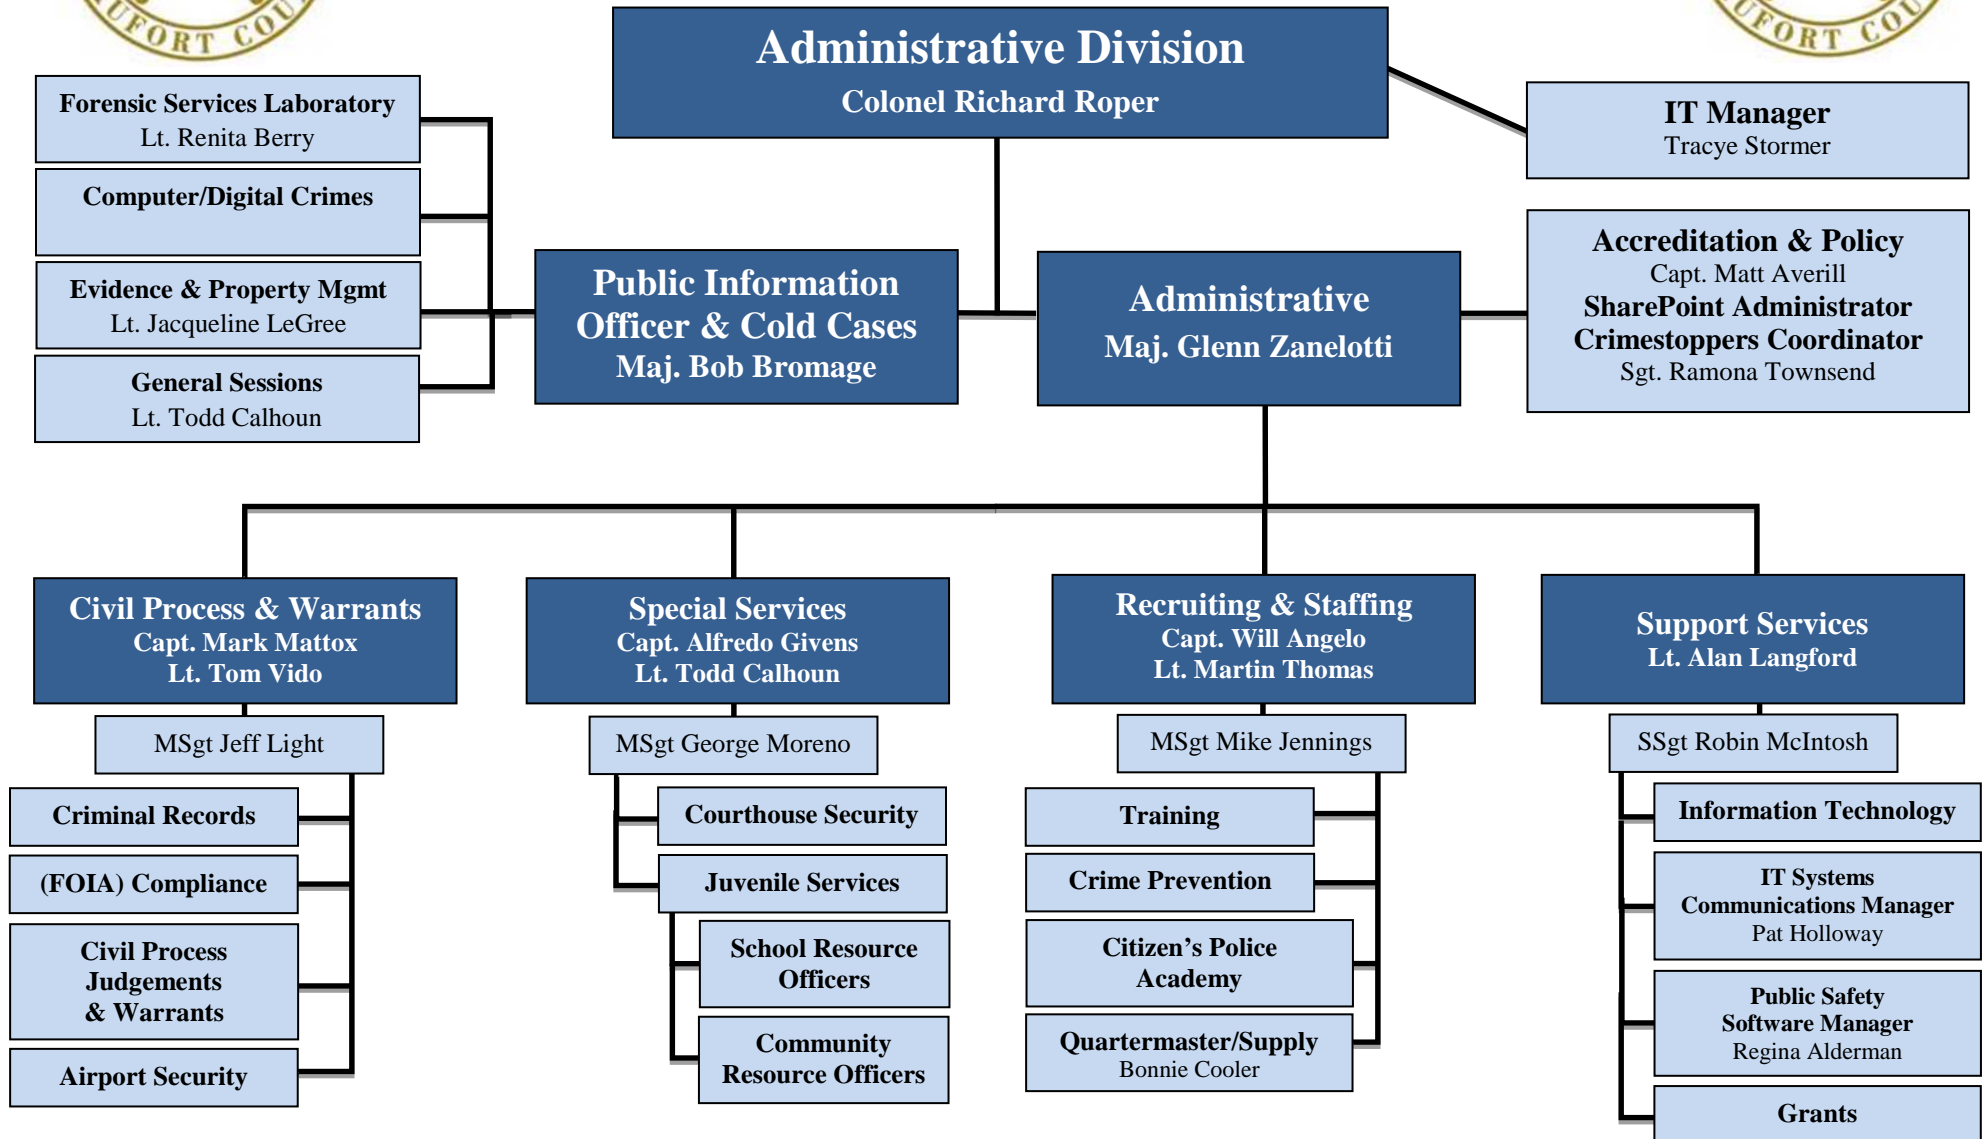 UFORT COU
UFORT COU
Administrative Division
Colonel Richard Roper
Forensic Services Laboratory
Lt. Renita Berry
Computer/Digital Crimes
Evidence & Property Mgmt
Lt. Jacqueline LeGree
General Sessions
Lt. Todd Calhoun
Public Information
Officer & Cold Cases
Maj. Bob Bromage
Administrative
Maj. Glenn Zanelotti
IT Manager
Tracye Stormer
Accreditation & Policy
Capt. Matt Averill
SharePoint Administrator
Crimestoppers Coordinator
Sgt. Ramona Townsend
Civil Process & Warrants
Capt. Mark Mattox
Lt. Tom Vido
MSgt Jeff Light
Criminal Records
(FOIA) Compliance
Civil Process
Judgements
& Warrants
Airport Security
Special Services
Capt. Alfredo Givens
Lt. Todd Calhoun
MSgt George Moreno
Courthouse Security
Juvenile Services
School Resource
Officers
Community
Resource Officers
Recruiting & Staffing
Capt. Will Angelo
Lt. Martin Thomas
MSgt Mike Jennings
Training
Crime Prevention
Citizen’s Police
Academy
Quartermaster/Supply
Bonnie Cooler
Support Services
Lt. Alan Langford
SSgt Robin McIntosh
Information Technology
IT Systems
Communications Manager
Pat Holloway
Public Safety
Software Manager
Regina Alderman
Grants